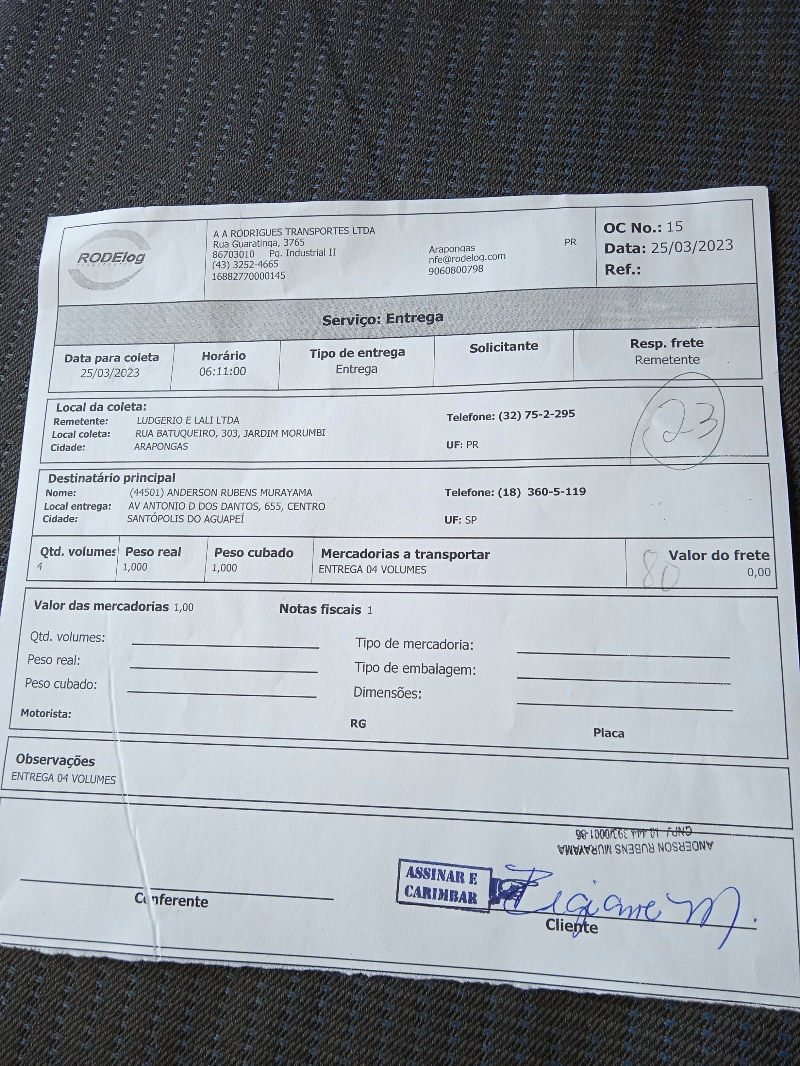 RODElog
A A RODRIGUES TRANSPORTES LTDA
Rua Guaratinga, 3765
86703010 Pq. Industrial II
(43) 3252-4665
16882770000145
Arapongas PR
nfe@rodelog.com
9060800798
OC No.: 15
Data: 25/03/2023
Ref.:
Serviço: Entrega
Data para coleta Horário Tipo de entrega Solicitante Resp. frete
25/03/2023 06:11:00 Entrega Remetente
Local da coleta:
Remetente: LUDGERIO E LALI LTDA Telefone: (32) 75-2-295
Local coleta: RUA BATUQUEIRO, 303, JARDIM MORUMBI
Cidade: ARAPONGAS UF: PR
23
Destinatário principal
Nome: (44501) ANDERSON RUBENS MURAYAMA Telefone: (18) 360-5-119
Local entrega: AV ANTONIO D DOS DANTOS, 655, CENTRO
Cidade: SANTÓPOLIS DO AGUAPEÍ UF: SP
Qtd. volumes Peso real Peso cubado Mercadorias a transportar Valor do frete
4 1,000 1,000 ENTREGA 04 VOLUMES 80 0,00
Valor das mercadorias 1,00 Notas fiscais 1
Qtd. volumes: Tipo de mercadoria:
Peso real: Tipo de embalagem:
Peso cubado: Dimensões:
Motorista: RG Placa
Observações
ENTREGA 04 VOLUMES
ANDERSON RUBENS MURAYAMA
ASSINAR E
CARIMBAR
Regiane M.
Conferente Cliente